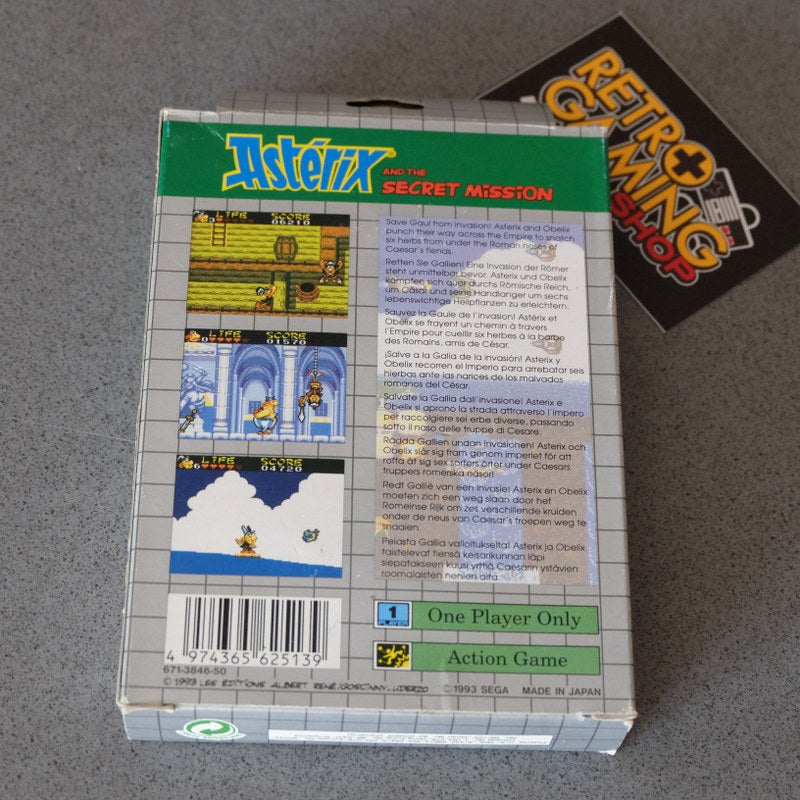 RETRO
GAMING
SHOP
Astérix
AND THE
SECRET MISSION
LIFE SCORE
3 06210
Save Gaul from invasion! Asterix and Obelix
punch their way across the Empire to snatch
six herbs from under the Roman noses of
Caesar's fiends.
Retten Sie Gallien! Eine Invasion der Römer
steht unmittelbar bevor. Asterix und Obelix
kämpfen sich quer durchs Römische Reich,
um Cäsar und seine Handlanger um sechs
lebenswichtige Heilpflanzen zu erleichtern.
LIFE SCORE
0 01570
Sauvez la Gaule de l'invasion! Astérix et
Obélix se frayent un chemin à travers
l'Empire pour cueillir six herbes à la barbe
des Romains, amis de César.
¡Salve a la Galia de la invasión! Asterix y
Obelix recorren el Imperio para arrebatar seis
hierbas ante las narices de los malvados
romanos del César.
Salvate la Gallia dall'invasione! Asterix e
Obelix si aprono la strada attraverso l'impero
per raccogliere sei erbe diverse, passando
sotto il naso delle truppe di Cesare.
LIFE SCORE
6 04720
Rädda Gallien undan invasionen! Asterix och
Obelix slår sig fram genom imperiet för att
roffa åt sig sex sorters örter under Caesars
truppers romerska näsor!
Redt Gallië van een invasie! Asterix en Obelix
moeten zich een weg slaan door het
Romeinse Rijk om zes verschillende kruiden
onder de neus van Caesar's troepen weg te
snaaien.
Pelasta Gallia valloitukselta! Asterix ja Obelix
taistelevat tiensä keisarikunnan läpi
siepatakseen kuusi yrttiä Caesarin ystävien
roomalaisten nenien alta.
1
PLAYER
One Player Only
Action Game
4 974365 625139
671-3846-50
© 1993 LES EDITIONS ALBERT RENÉ/GOSCINNY-UDERZO © 1993 SEGA MADE IN JAPAN